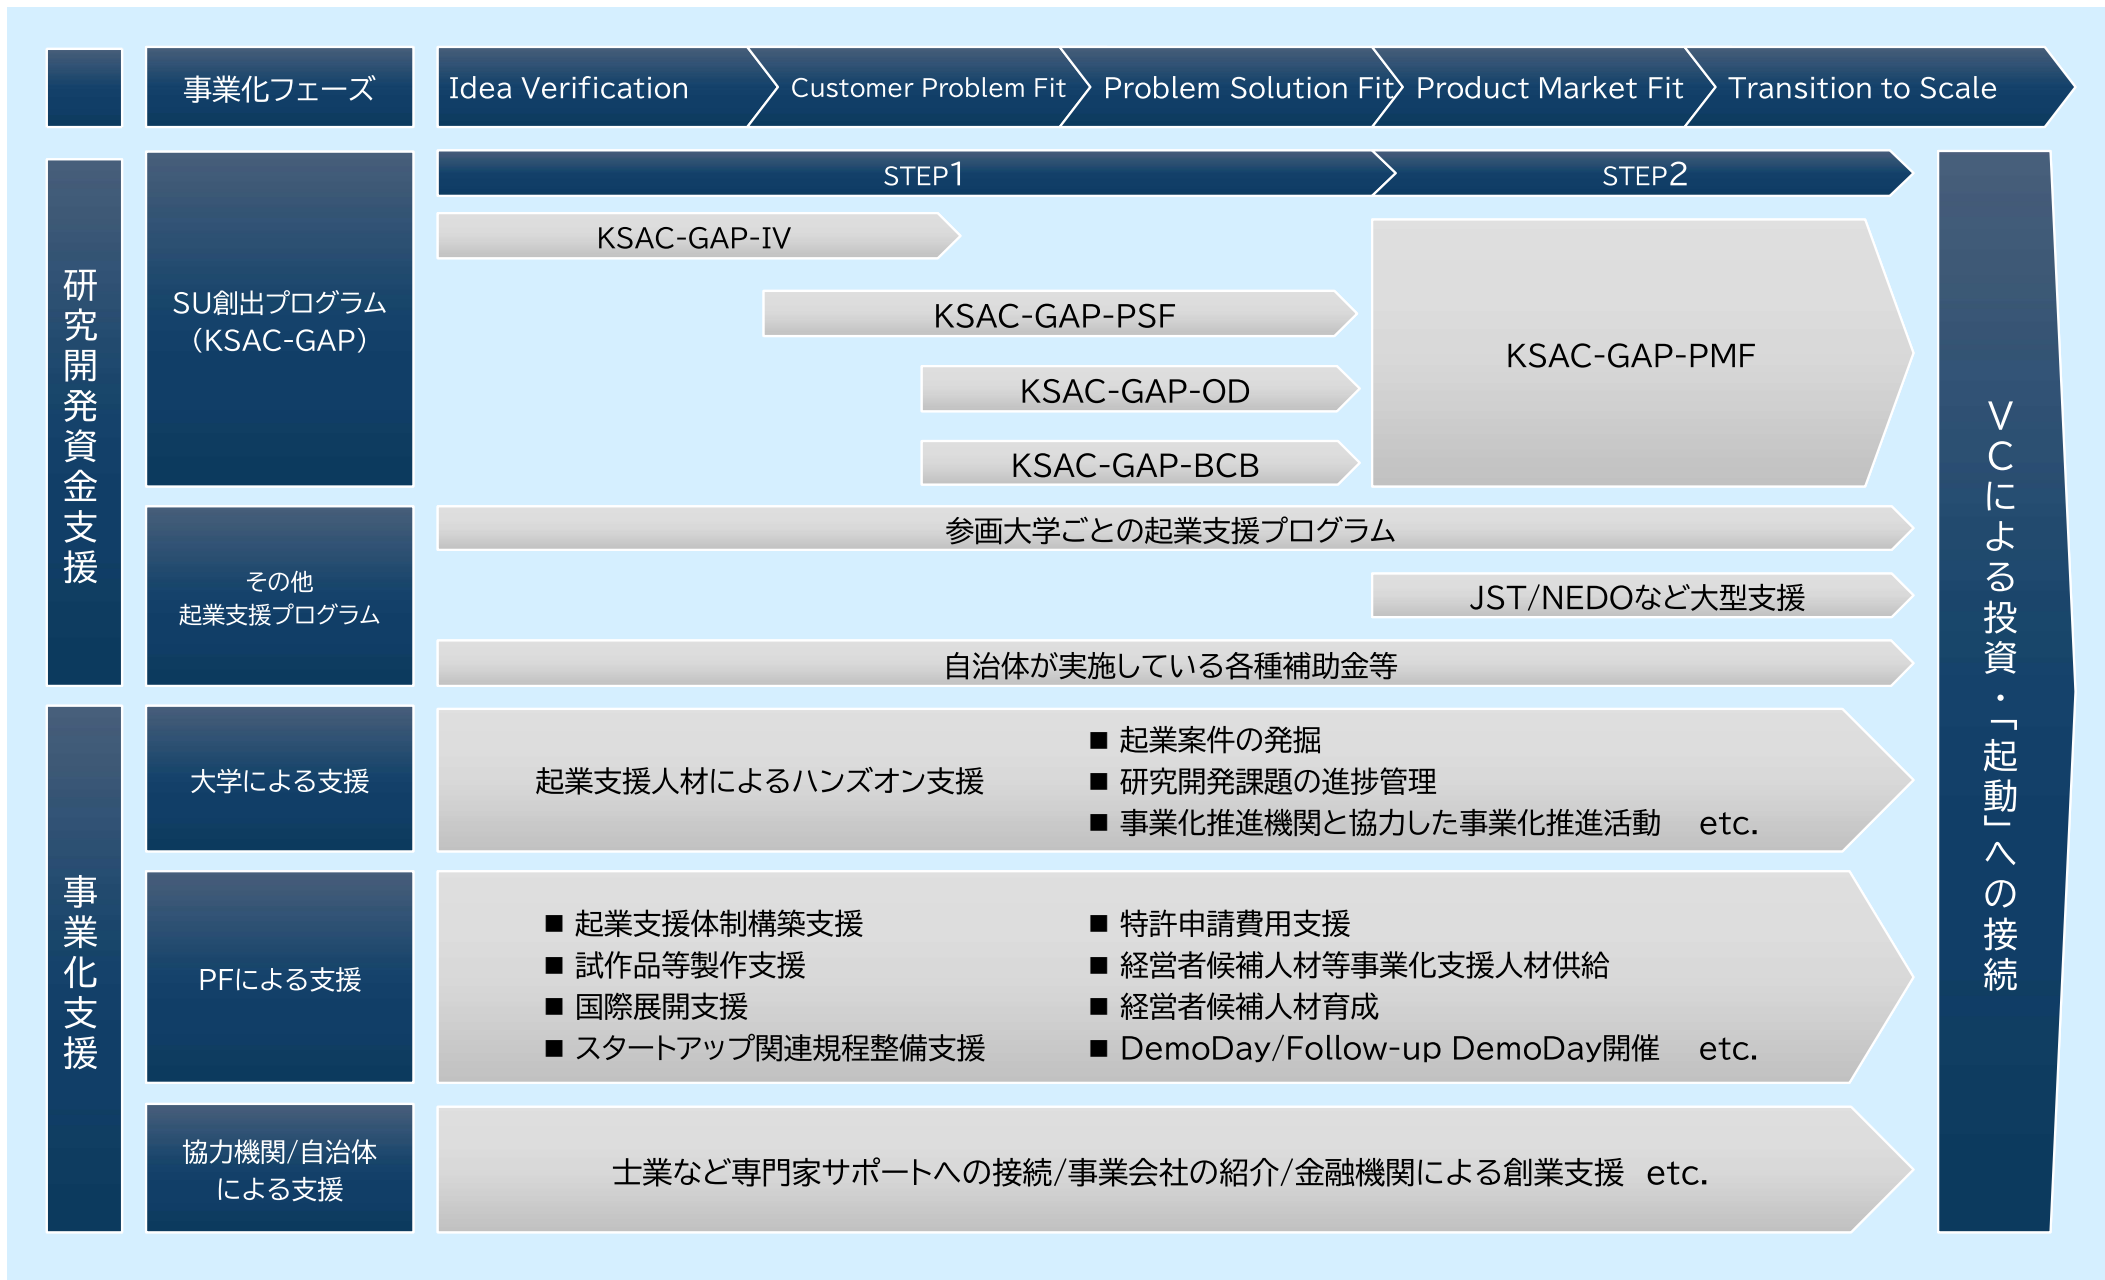 事業化フェーズ
Idea Verification
Customer Problem Fit
Problem Solution Fit
Product Market Fit
Transition to Scale
研究開発資金支援
SU創出プログラム
（KSAC-GAP）
STEP1
STEP2
KSAC-GAP-IV
KSAC-GAP-PSF
KSAC-GAP-OD
KSAC-GAP-BCB
KSAC-GAP-PMF
その他
起業支援プログラム
参画大学ごとの起業支援プログラム
JST/NEDOなど大型支援
自治体が実施している各種補助金等
事業化支援
大学による支援
起業支援人材によるハンズオン支援
■ 起業案件の発掘
■ 研究開発課題の進捗管理
■ 事業化推進機関と協力した事業化推進活動　etc.
PFによる支援
■ 起業支援体制構築支援
■ 試作品等製作支援
■ 国際展開支援
■ スタートアップ関連規程整備支援
■ 特許申請費用支援
■ 経営者候補人材等事業化支援人材供給
■ 経営者候補人材育成
■ DemoDay/Follow-up DemoDay開催　etc.
協力機関/自治体
による支援
士業など専門家サポートへの接続/事業会社の紹介/金融機関による創業支援 etc.
VCによる投資・「起動」への接続